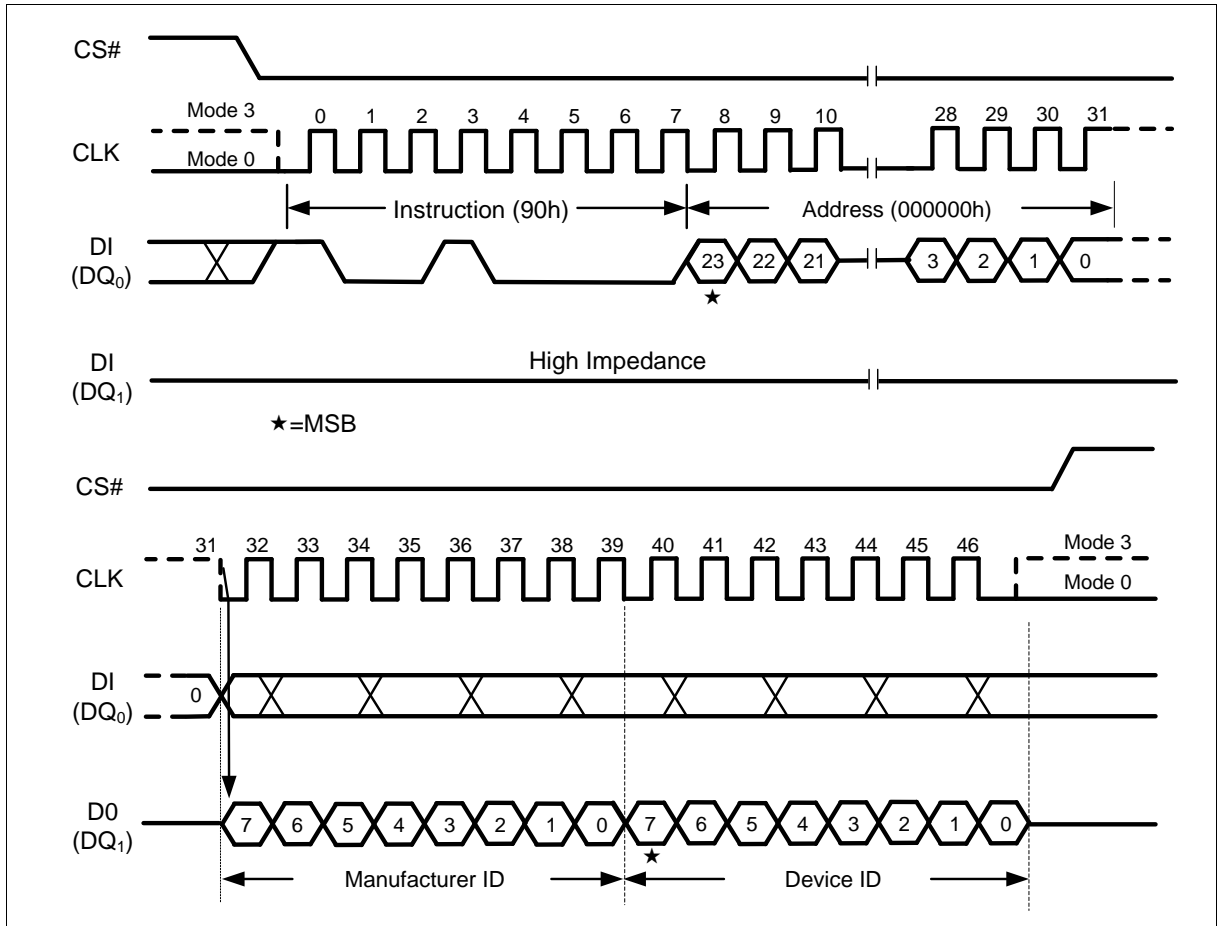 CS#
Mode 3
0 1 2 3 4 5 6 7 8 9 10 28 29 30 31
CLK
Mode 0
Instruction (90h) Address (000000h)
DI
(DQ0)
23 22 21 3 2 1 0
★
DI
(DQ1)
High Impedance
★=MSB
CS#
31 32 33 34 35 36 37 38 39 40 41 42 43 44 45 46
Mode 3
CLK
Mode 0
DI
(DQ0)
0
D0
(DQ1)
7 6 5 4 3 2 1 0 7 6 5 4 3 2 1 0
★
Manufacturer ID Device ID